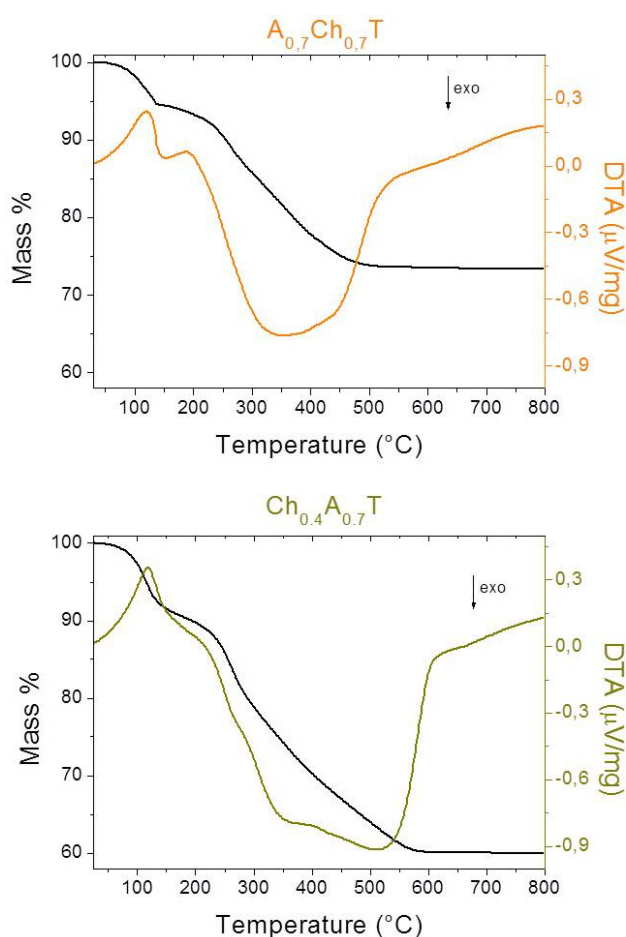 A0,7Ch0,7T
100
90
80
70
60
Mass %
exo
0,3
0,0
-0,3
-0,6
-0,9
DTA (µV/mg)
100 200 300 400 500 600 700 800
Temperature (°C)
Ch0.4A0.7T
100
90
80
70
60
Mass %
exo
0,3
0,0
-0,3
-0,6
-0,9
DTA (µV/mg)
100 200 300 400 500 600 700 800
Temperature (°C)